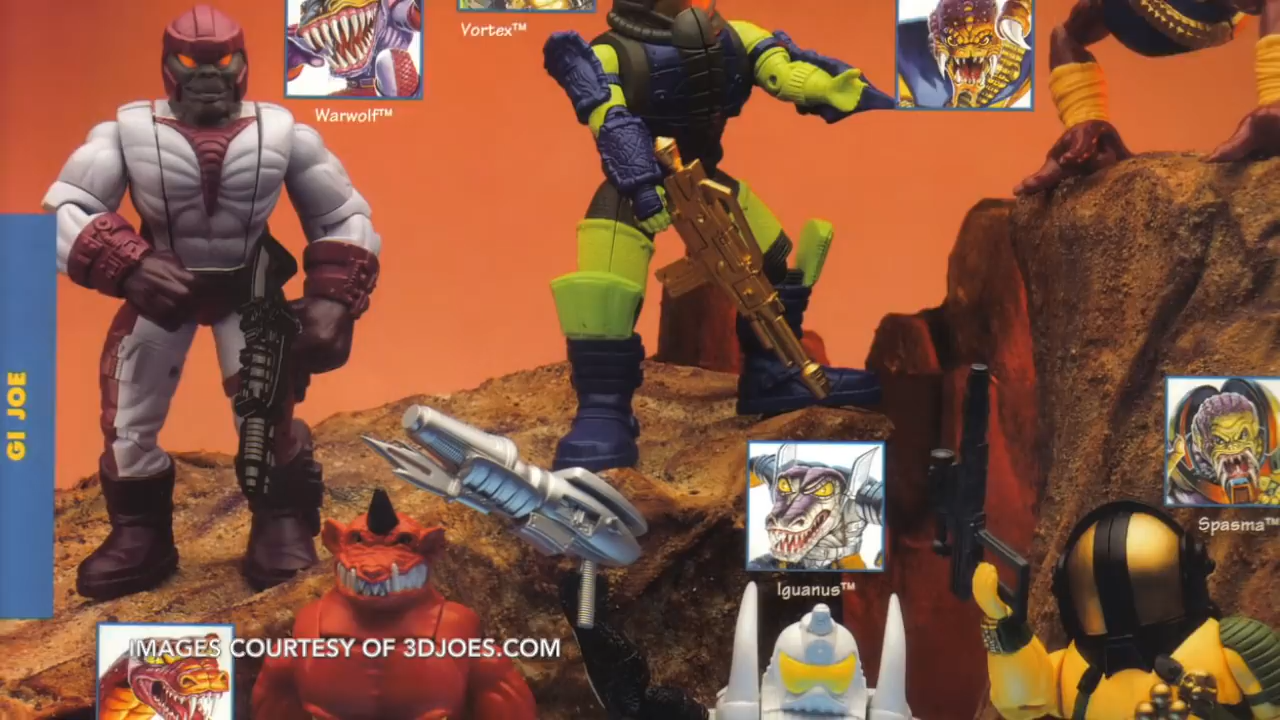 Vortex™
Warwolf™
GI JOE
Spasma™
Iguanus™
IMAGES COURTESY OF 3DJOES.COM